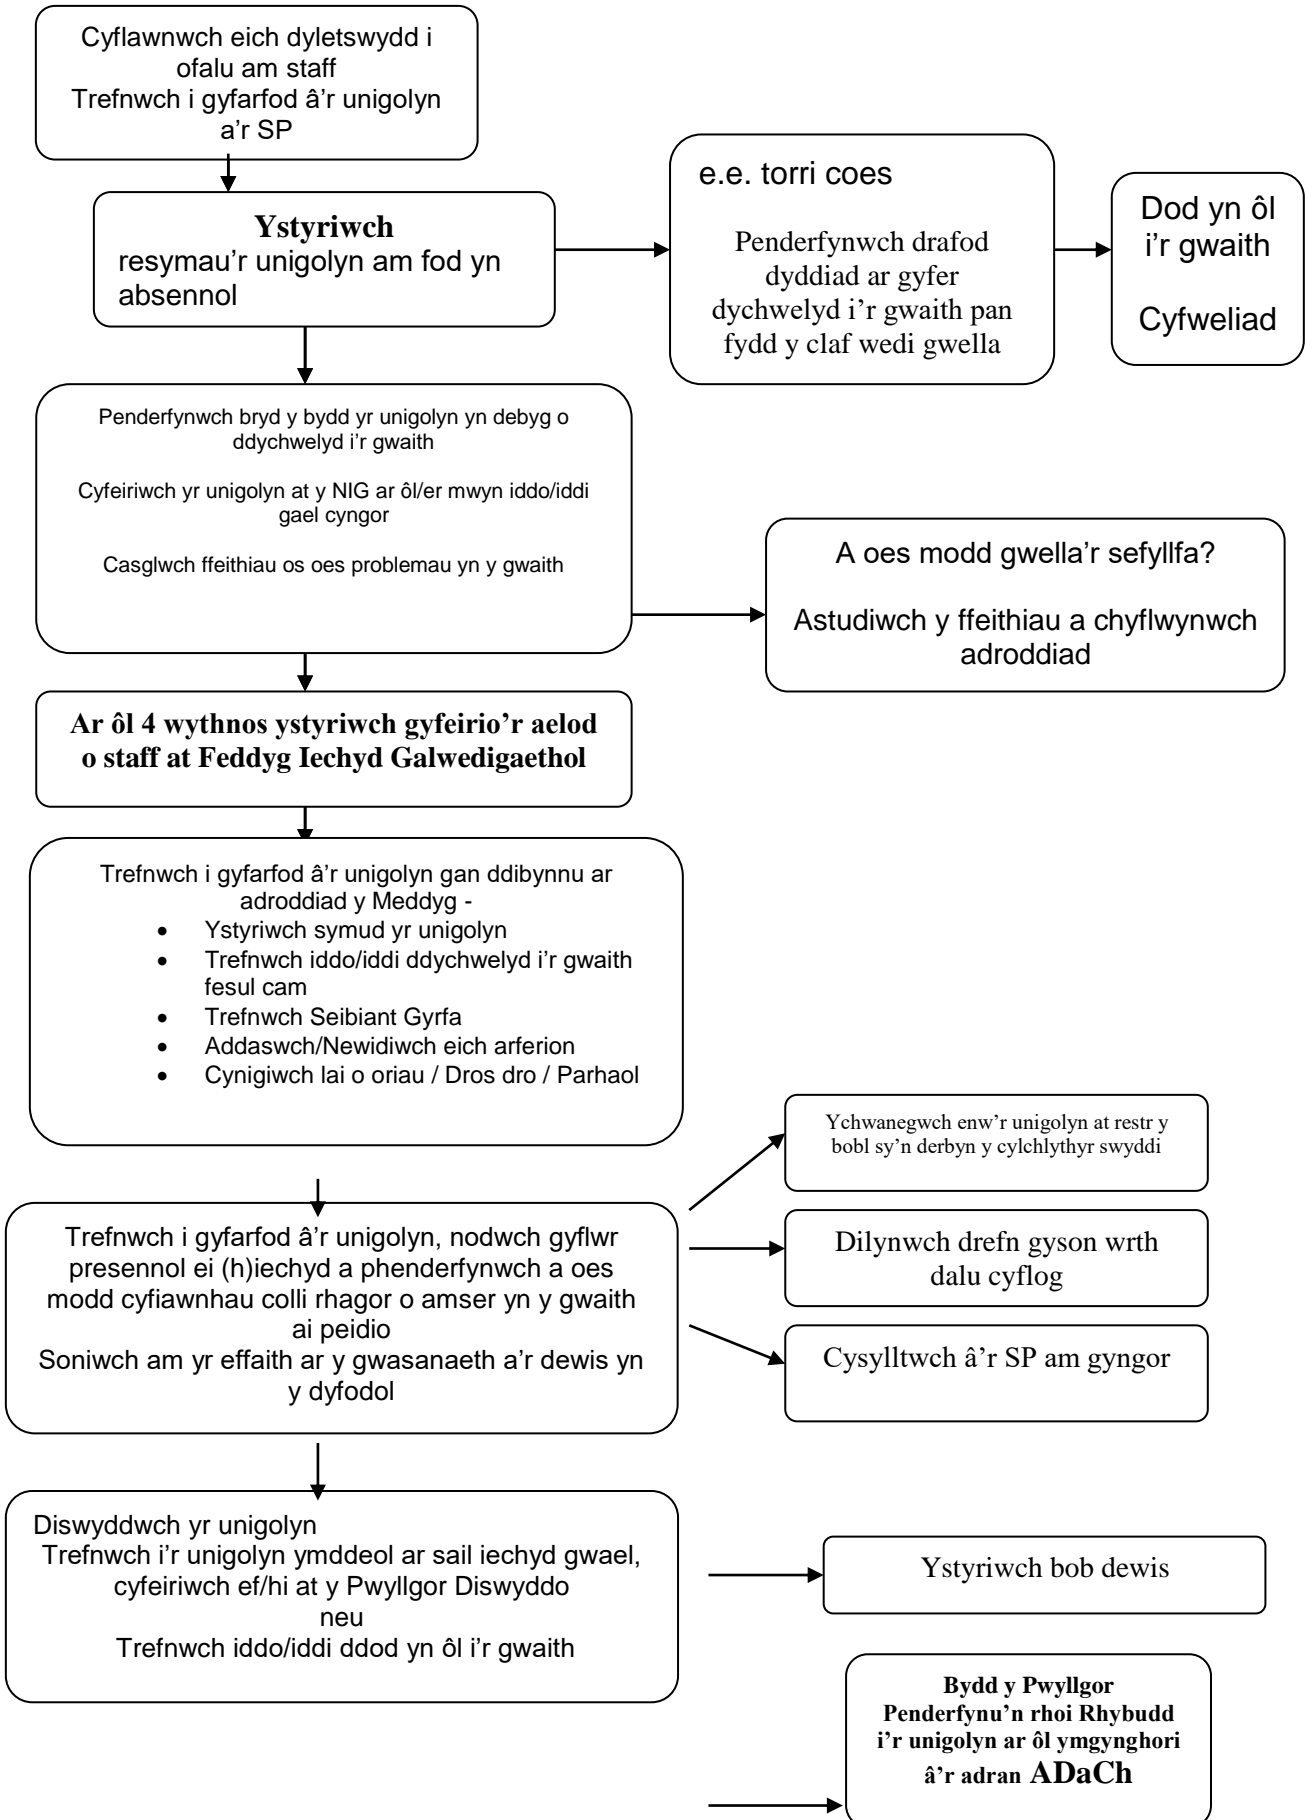 Cyflawnwch eich dyletswydd i
ofalu am staff
Trefnwch i gyfarfod â'r unigolyn
a'r SP
Ystyriwch
resymau'r unigolyn am fod yn
absennol
e.e. torri coes
Penderfynwch drafod
dyddiad ar gyfer
dychwelyd i'r gwaith pan
fydd y claf wedi gwella
Dod yn ôl
i'r gwaith
Cyfweliad
Penderfynwch bryd y bydd yr unigolyn yn debyg o
ddychwelyd i'r gwaith
Cyfeiriwch yr unigolyn at y NIG ar ôl/er mwyn iddo/iddi
gael cyngor
Casglwch ffeithiau os oes problemau yn y gwaith
A oes modd gwella'r sefyllfa?
Astudiwch y ffeithiau a chyflwynwch
adroddiad
Ar ôl 4 wythnos ystyriwch gyfeirio'r aelod
o staff at Feddyg Iechyd Galwedigaethol
Trefnwch i gyfarfod â'r unigolyn gan ddibynnu ar
adroddiad y Meddyg -
• Ystyriwch symud yr unigolyn
• Trefnwch iddo/iddi ddychwelyd i'r gwaith
fesul cam
• Trefnwch Seibiant Gyrfa
• Addaswch/Newidiwch eich arferion
• Cynigiwch lai o oriau / Dros dro / Parhaol
Ychwanegwch enw'r unigolyn at restr y
bobl sy'n derbyn y cylchlythyr swyddi
Trefnwch i gyfarfod â'r unigolyn, nodwch gyflwr
presennol ei (h)iechyd a phenderfynwch a oes
modd cyfiawnhau colli rhagor o amser yn y gwaith
ai peidio
Soniwch am yr effaith ar y gwasanaeth a'r dewis yn
y dyfodol
Dilynwch drefn gyson wrth
dalu cyflog
Cysylltwch â'r SP am gyngor
Diswyddwch yr unigolyn
Trefnwch i'r unigolyn ymddeol ar sail iechyd gwael,
cyfeiriwch ef/hi at y Pwyllgor Diswyddo
neu
Trefnwch iddo/iddi ddod yn ôl i'r gwaith
Ystyriwch bob dewis
Bydd y Pwyllgor
Penderfynu'n rhoi Rhybudd
i'r unigolyn ar ôl ymgynghori
â'r adran ADaCh